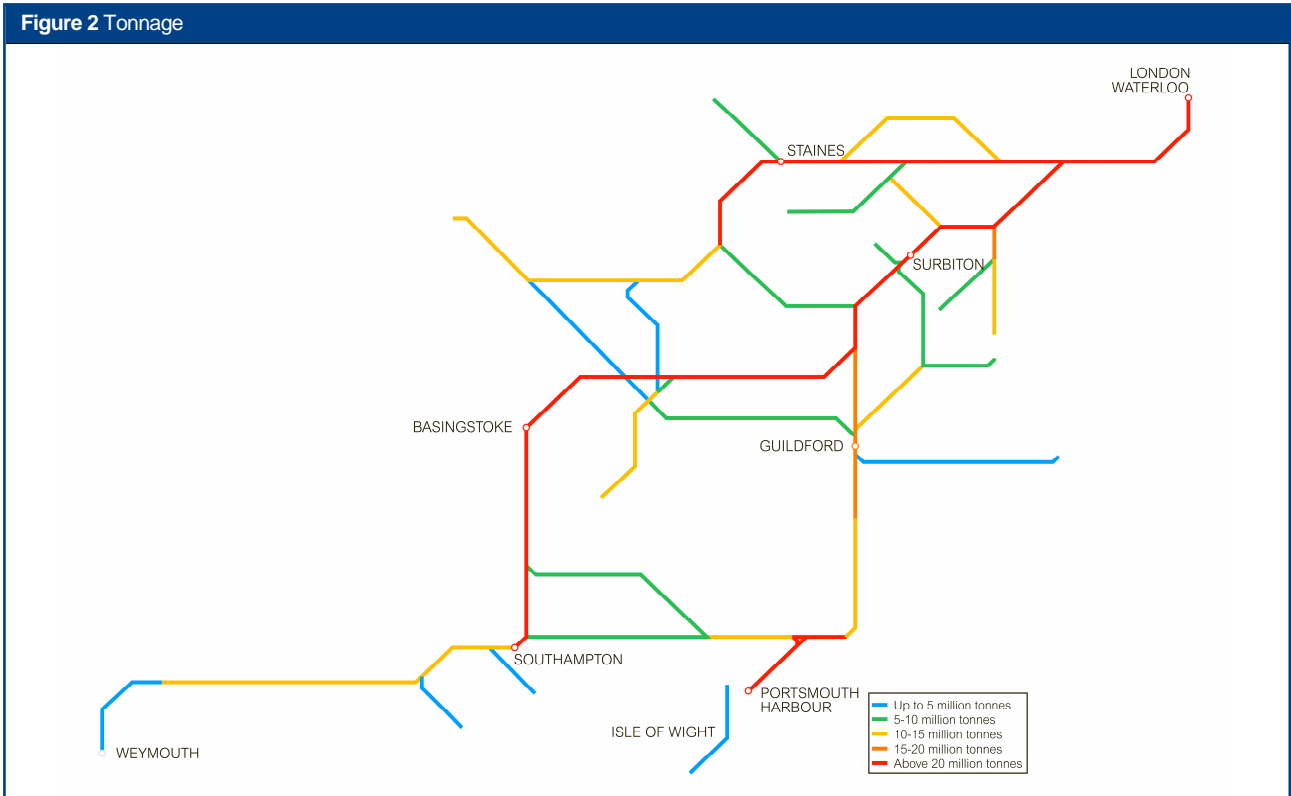 Figure 2 Tonnage
LONDON
WATERLOO
STAINES
SURBITON
BASINGSTOKE
GUILDFORD
SOUTHAMPTON
PORTSMOUTH
HARBOUR
ISLE OF WIGHT
WEYMOUTH
Up to 5 million tonnes
5-10 million tonnes
10-15 million tonnes
15-20 million tonnes
Above 20 million tonnes